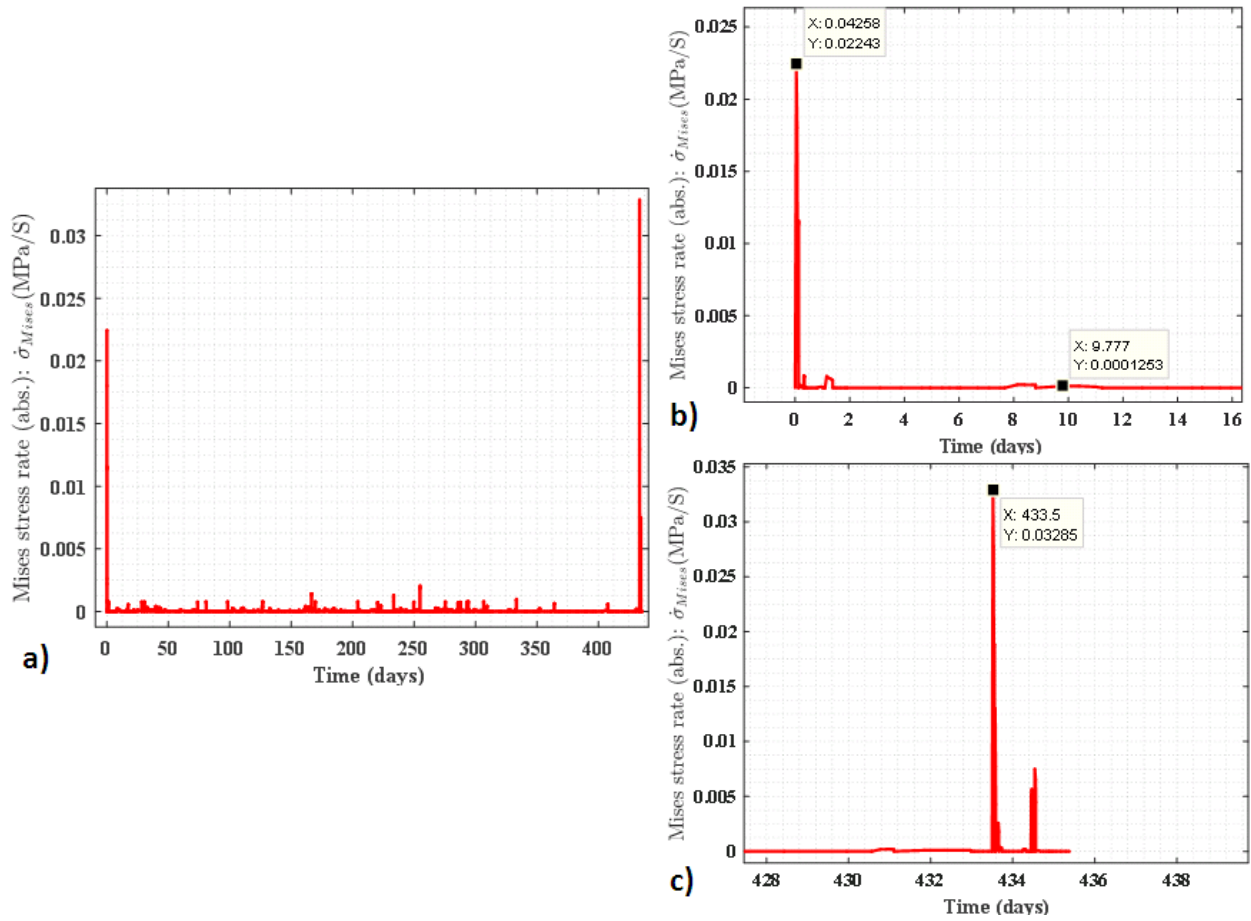 Mises stress rate (abs.): σ̇Mises(MPa/S)
0.03
0.025
0.02
0.015
0.01
0.005
0
0 50 100 150 200 250 300 350 400
Time (days)
a)
Mises stress rate (abs.): σ̇Mises(MPa/S)
0.025
0.02
0.015
0.01
0.005
0
X: 0.04258
Y: 0.02243
X: 9.777
Y: 0.0001253
0 2 4 6 8 10 12 14 16
Time (days)
b)
Mises stress rate (abs.): σ̇Mises(MPa/S)
0.035
0.03
0.025
0.02
0.015
0.01
0.005
0
X: 433.5
Y: 0.03285
428 430 432 434 436 438
Time (days)
c)